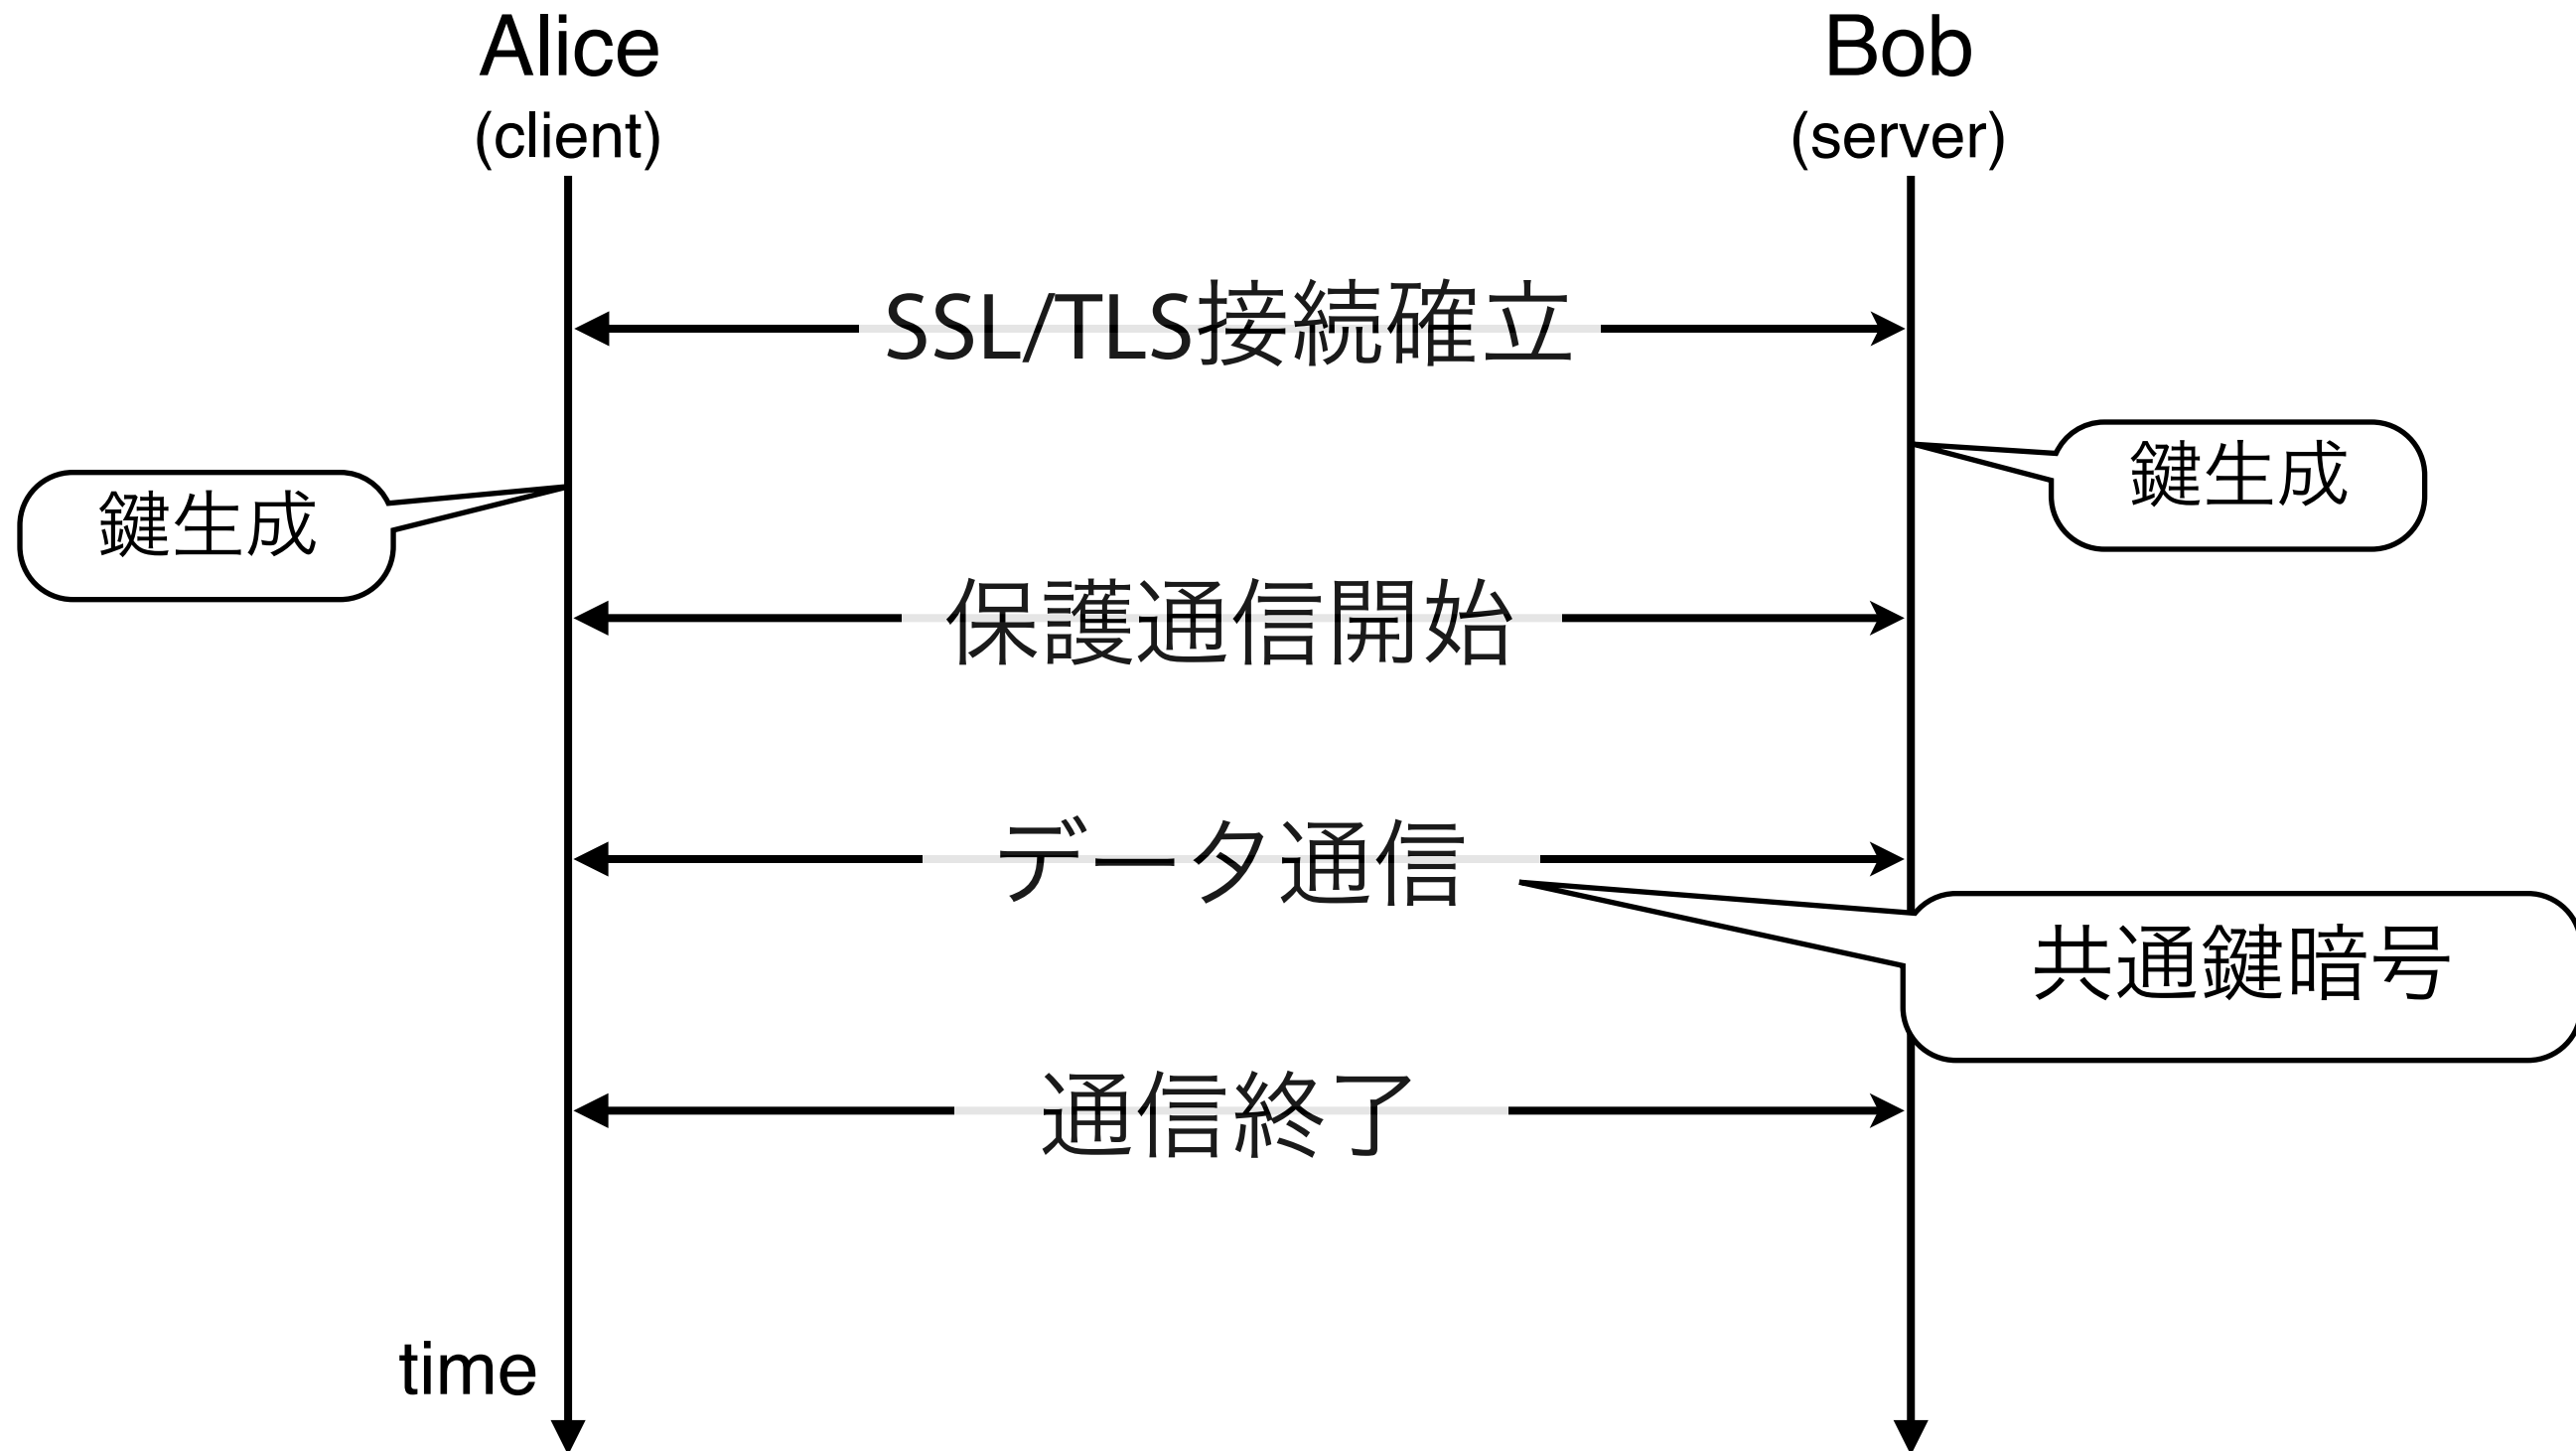 Alice
(client)
Bob
(server)
SSL/TLS接続確立
鍵生成
鍵生成
保護通信開始
データ通信
共通鍵暗号
通信終了
time